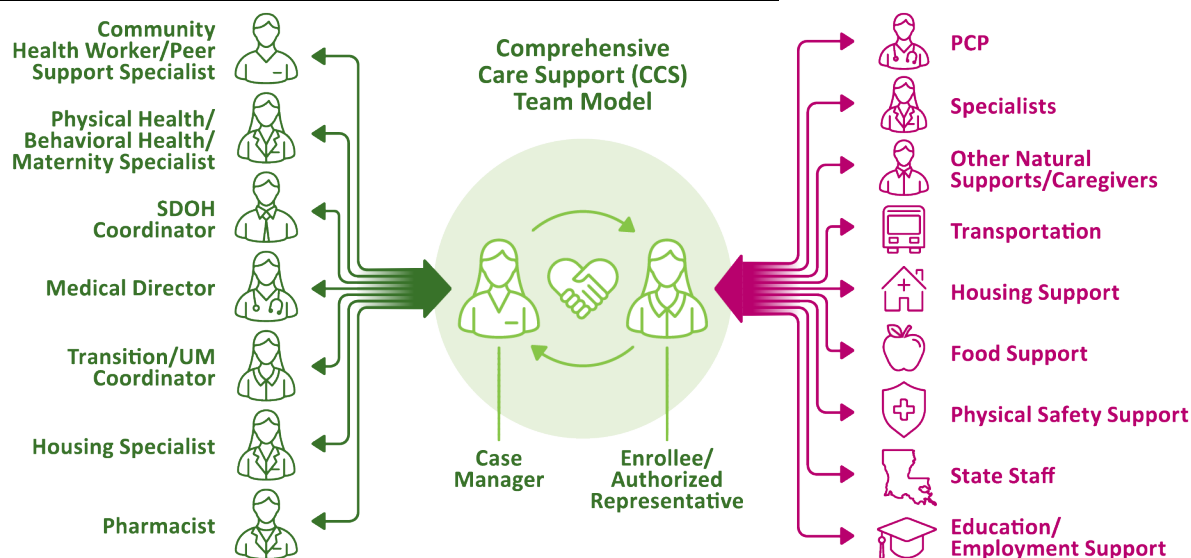 Community
Health Worker/Peer
Support Specialist
Physical Health/
Behavioral Health/
Maternity Specialist
SDOH
Coordinator
Medical Director
Transition/UM
Coordinator
Housing Specialist
Pharmacist
Comprehensive
Care Support (CCS)
Team Model
Case
Manager
Enrollee/
Authorized
Representative
PCP
Specialists
Other Natural
Supports/Caregivers
Transportation
Housing Support
Food Support
Physical Safety Support
State Staff
Education/
Employment Support